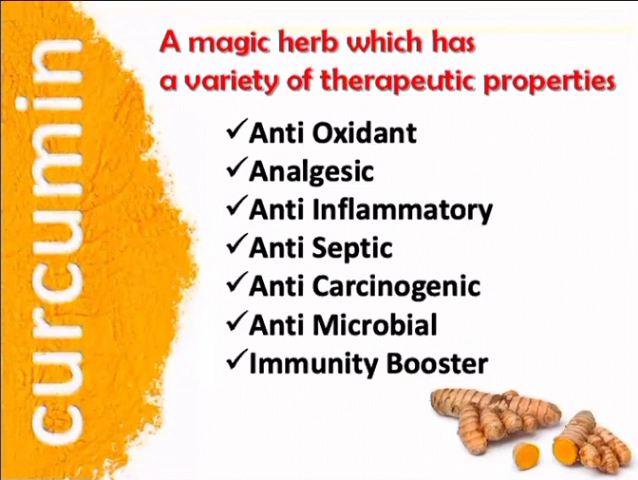 curcumin
A magic herb which has
a variety of therapeutic properties
✓Anti Oxidant
✓Analgesic
✓Anti Inflammatory
✓Anti Septic
✓Anti Carcinogenic
✓Anti Microbial
✓Immunity Booster